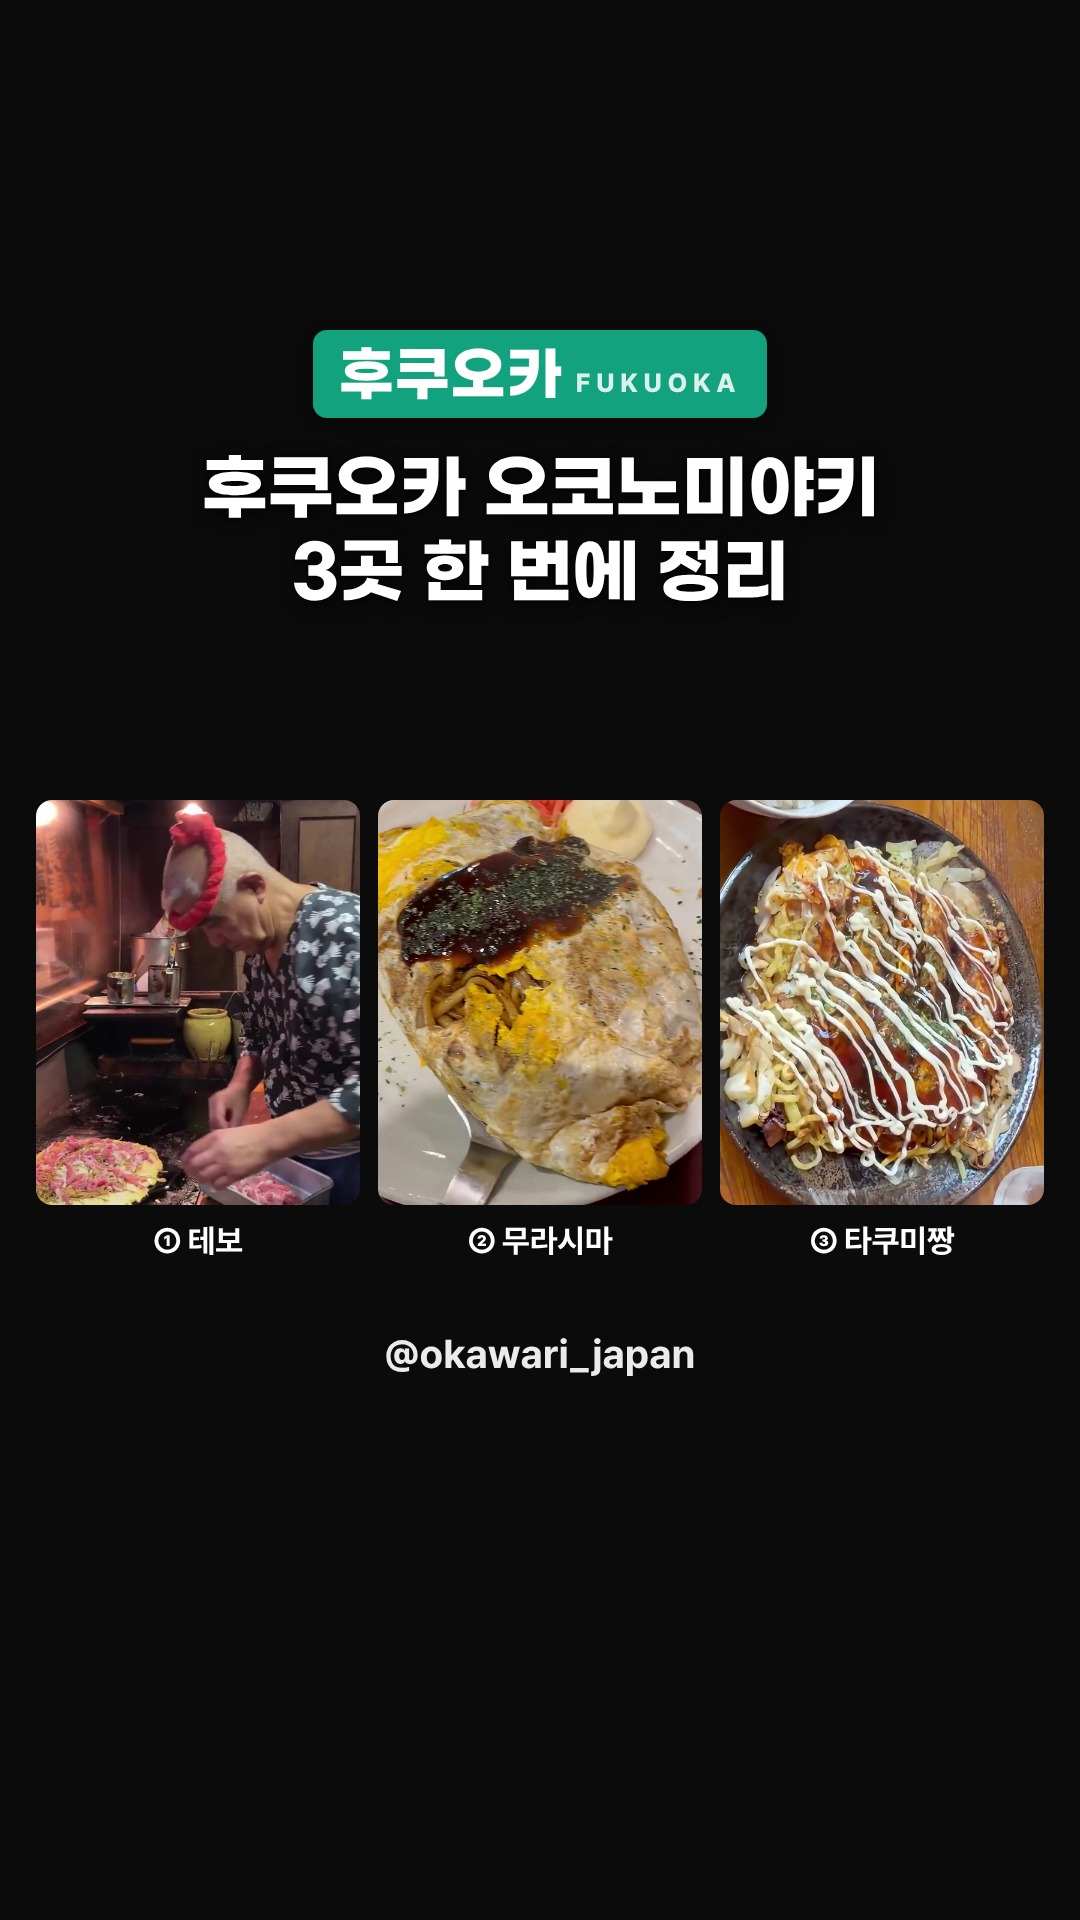 후쿠오카 FUKUOKA
후쿠오카 오코노미야키
3곳 한 번에 정리
① 테보
② 무라시마
③ 타쿠미짱
@okawari_japan